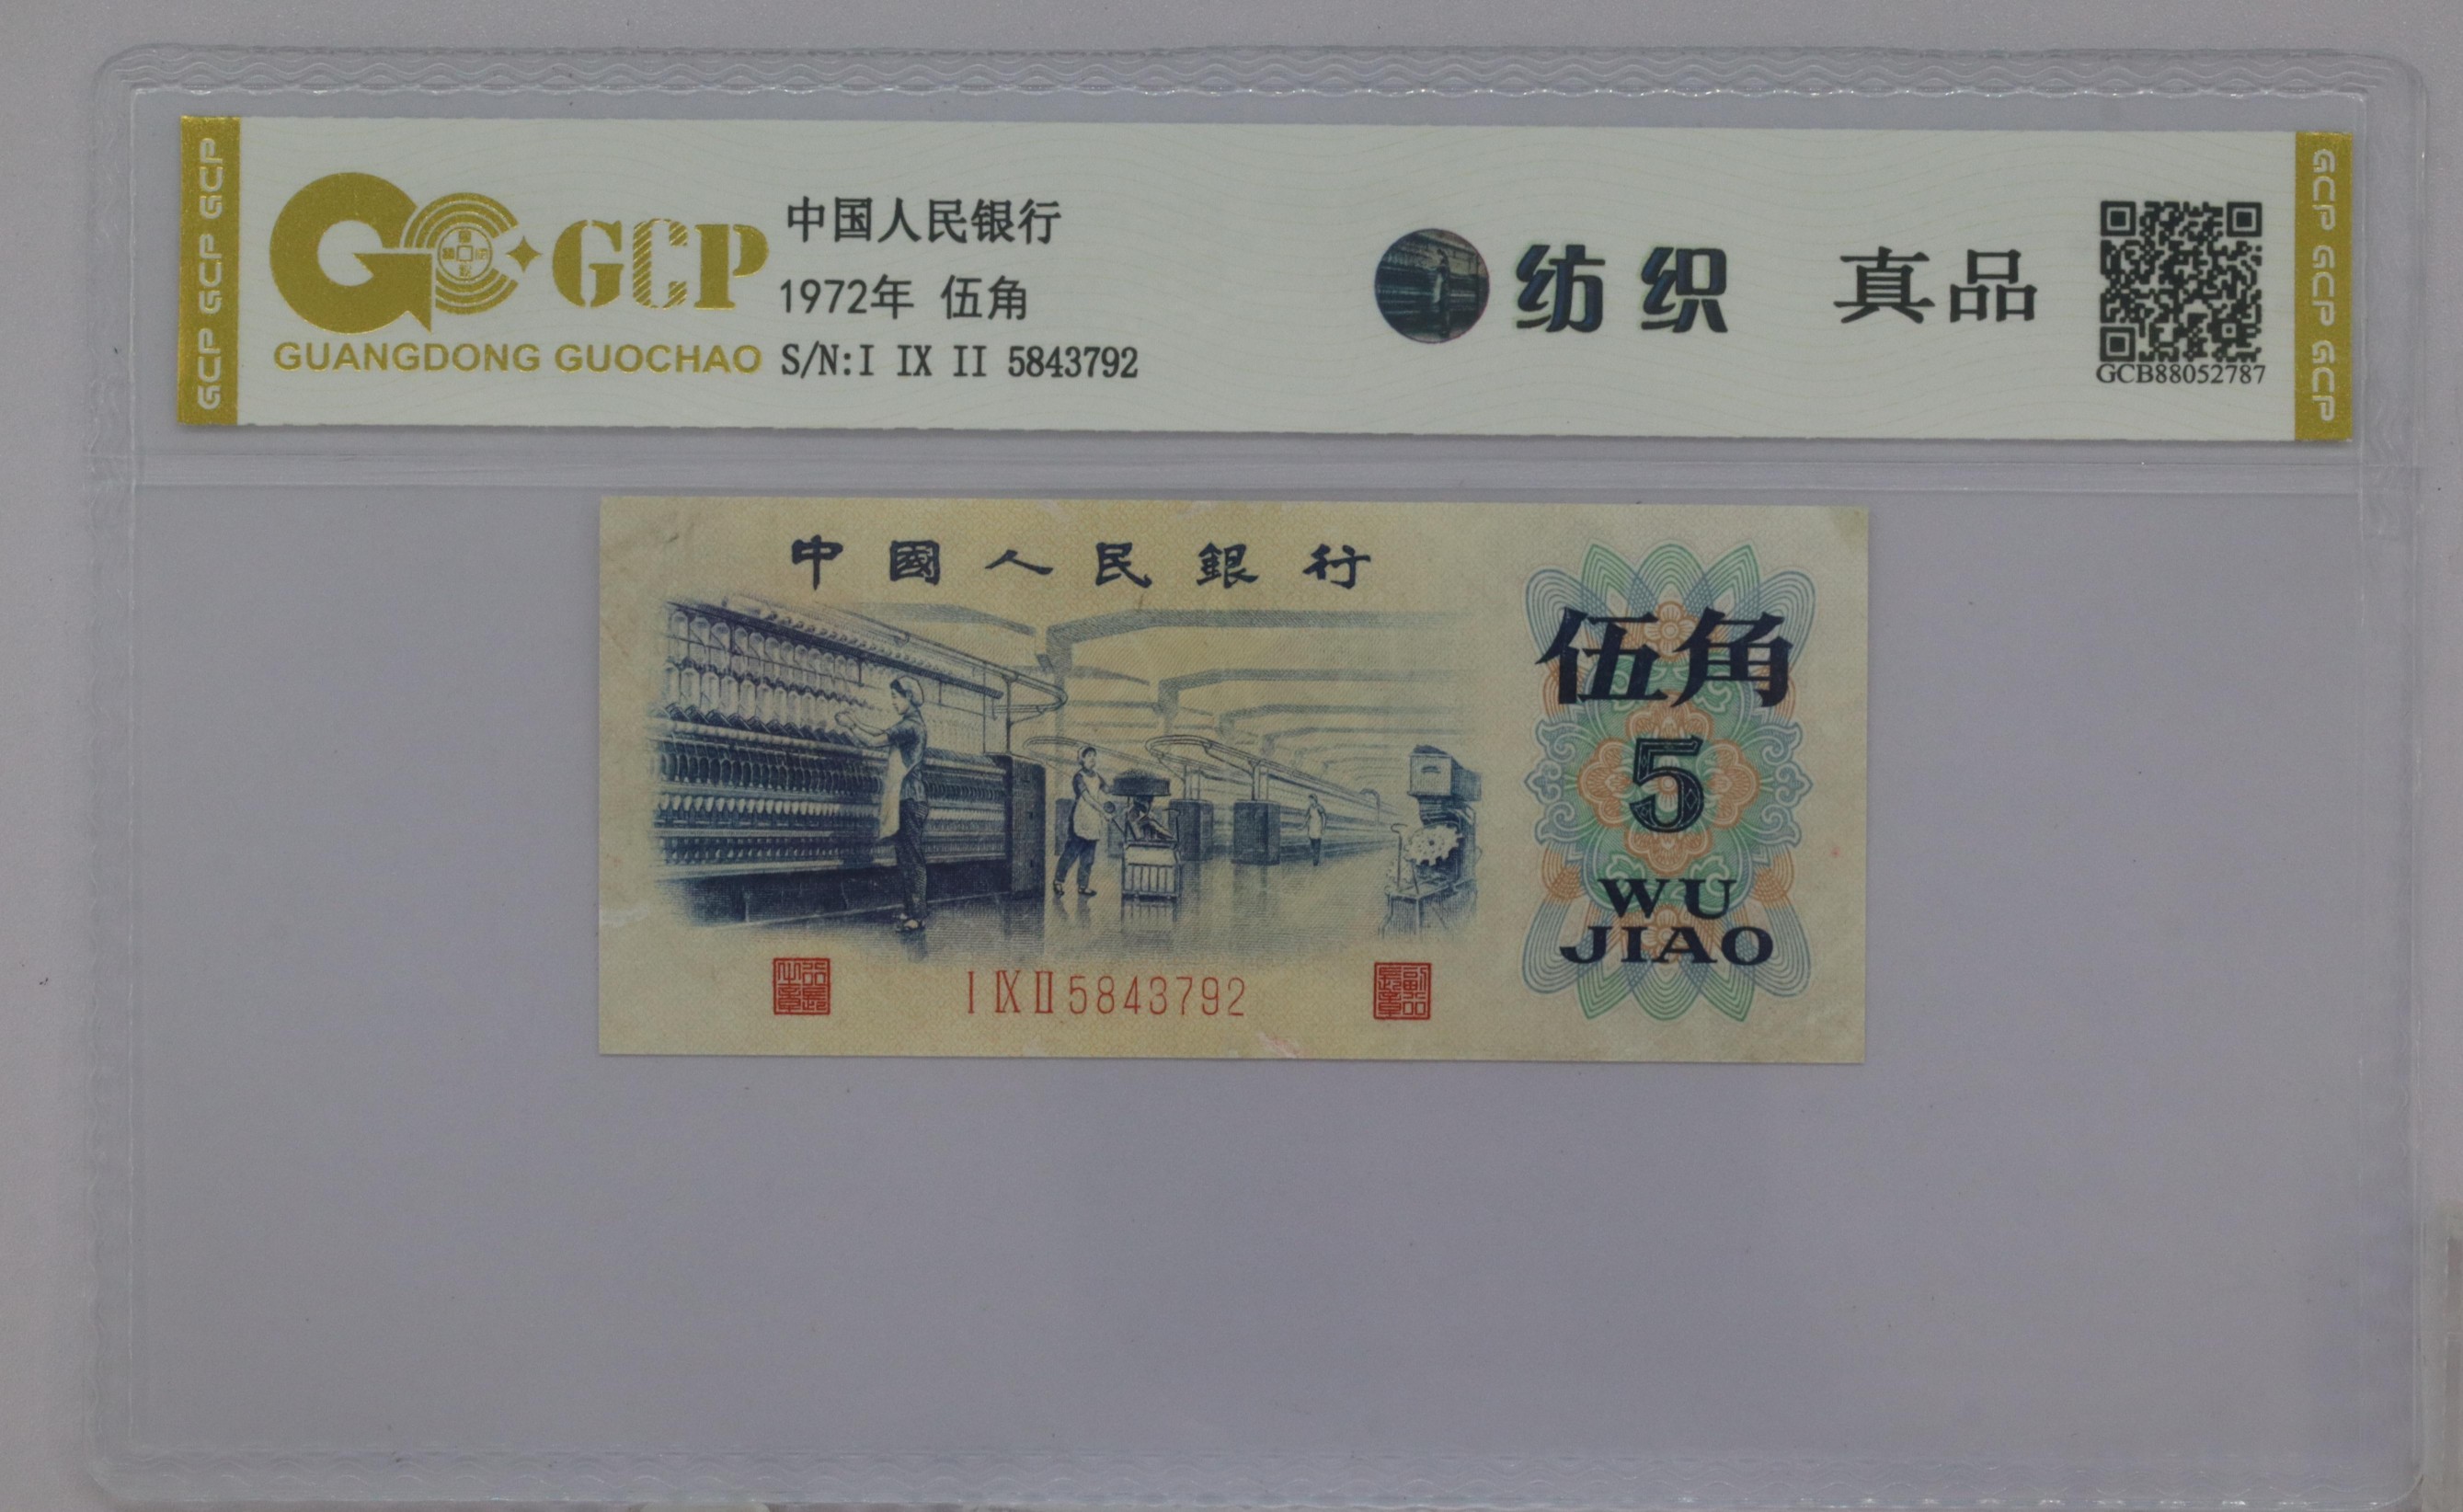 GCP GCP GCP
GCP
GUANGDONG GUOCHAO
中国人民银行
1972年 伍角
S/N:I IX II 5843792
纺织 真品
GCB88052787
GCP GCP GCP
中國人民銀行
伍角
5
WU
JIAO
I IX II 5843792